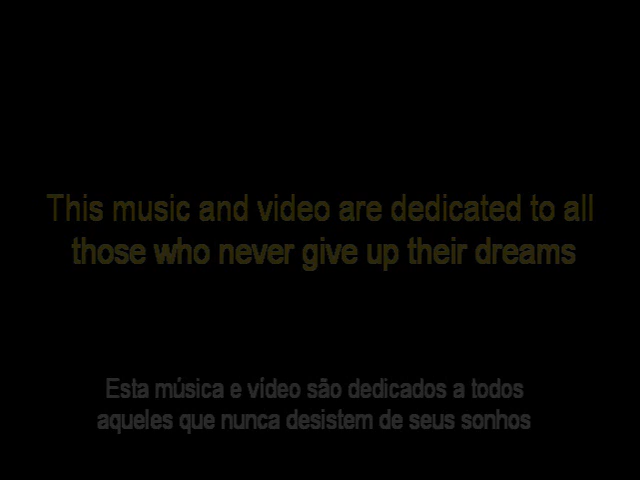 This music and video are dedicated to all
those who never give up their dreams
Esta música e vídeo são dedicados a todos
aqueles que nunca desistem de seus sonhos